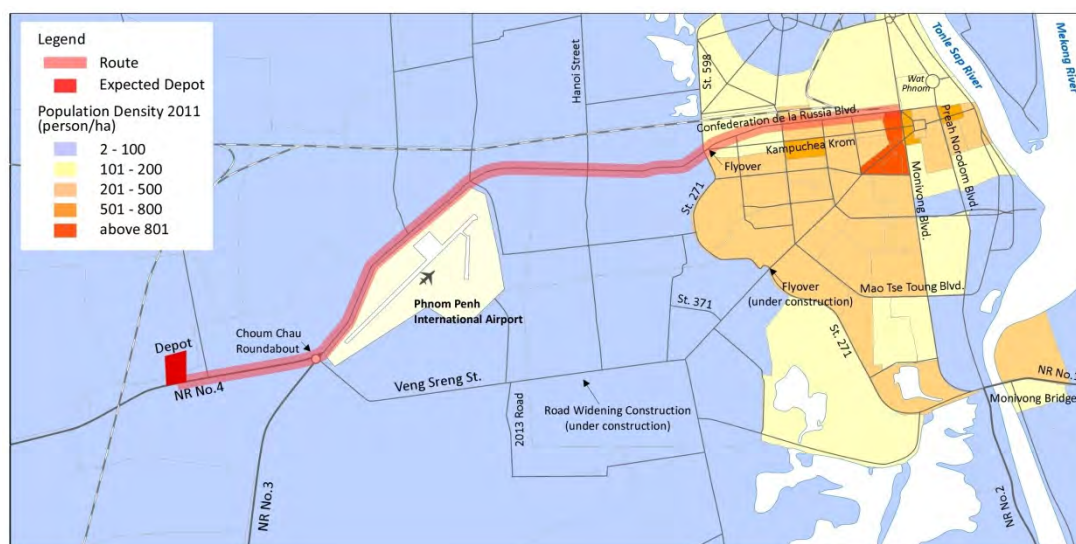 Legend
Route
Expected Depot
Population Density 2011
(person/ha)
2 - 100
101 - 200
201 - 500
501 - 800
above 801
Hanoi Street
St. 598
Tonle Sap River
Mekong River
Wat
Phnom
Confederation de la Russia Blvd.
Kampuchea Krom
Preah Norodom Blvd.
Flyover
St. 271
Monivong Blvd.
Flyover
(under construction)
Mao Tse Toung Blvd.
Phnom Penh
International Airport
St. 371
Choum Chau
Roundabout
St. 271
Depot
NR No.4
Veng Sreng St.
NR No.1
Monivong Bridge
Road Widening Construction
(under construction)
2013 Road
NR No.3
NR No.2